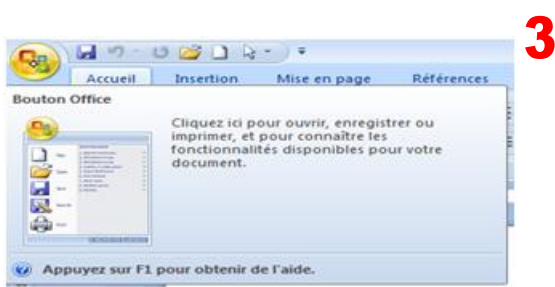 3
Accueil Insertion Mise en page Références
Bouton Office
Cliquez ici pour ouvrir, enregistrer ou
imprimer, et pour connaître les
fonctionnalités disponibles pour votre
document.
Appuyez sur F1 pour obtenir de l'aide.